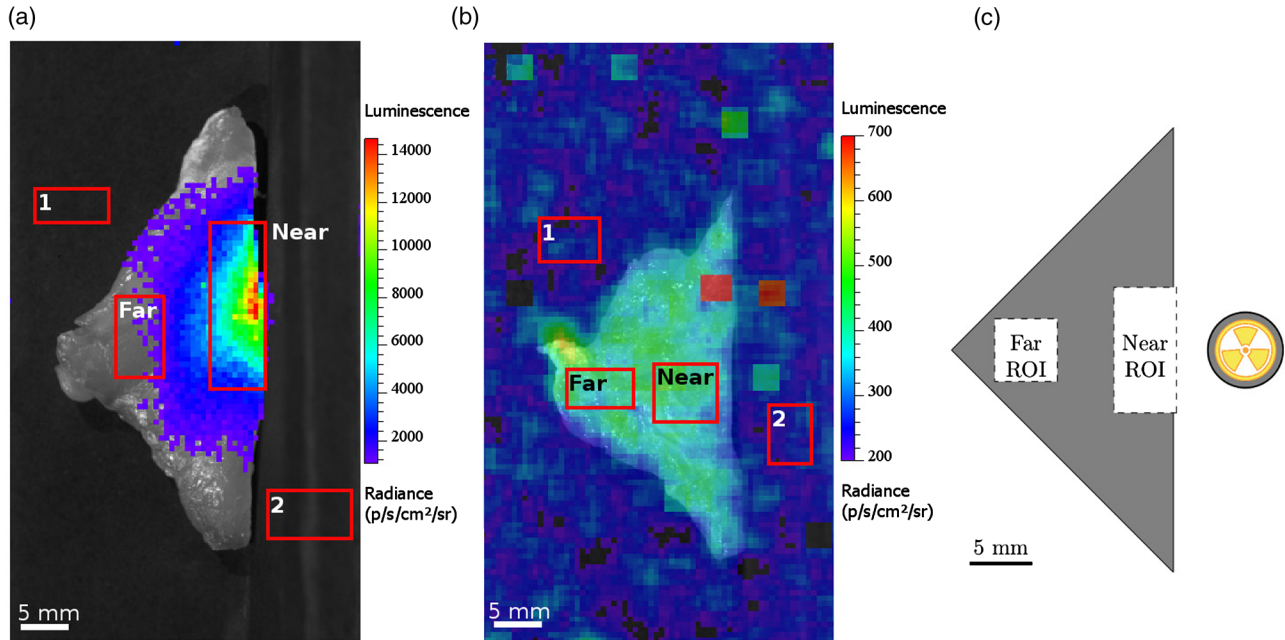 (a)
1
Far
Near
2
5 mm
Luminescence
14000
12000
10000
8000
6000
4000
2000
Radiance
(p/s/cm²/sr)
(b)
1
Far
Near
2
5 mm
Luminescence
700
600
500
400
300
200
Radiance
(p/s/cm²/sr)
(c)
Far
ROI
Near
ROI
5 mm